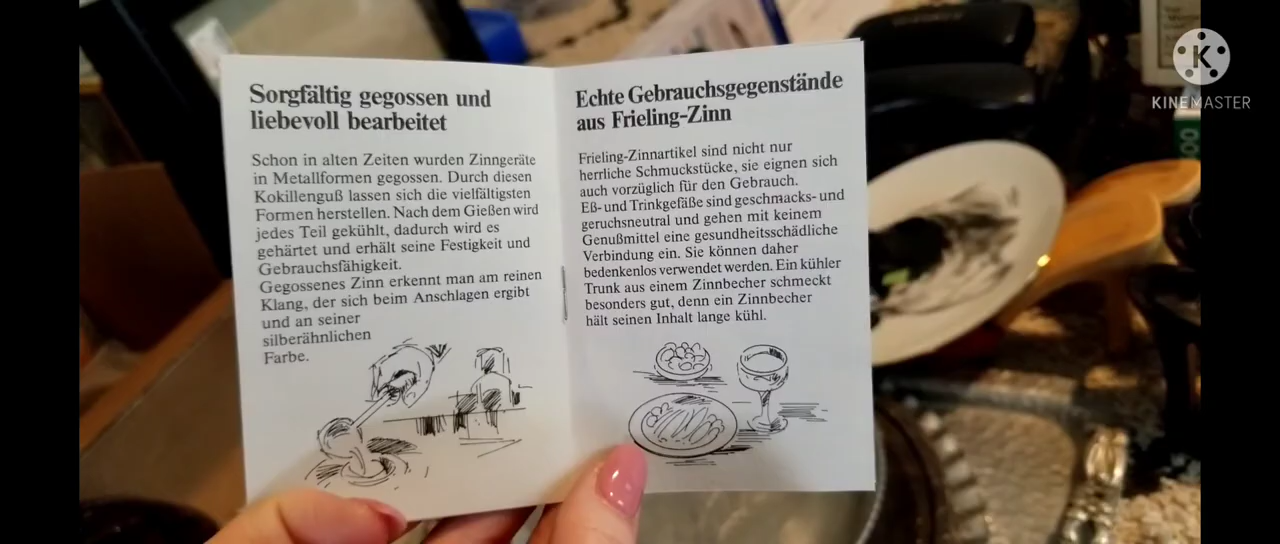 Sorgfältig gegossen und
liebevoll bearbeitet
Schon in alten Zeiten wurden Zinngeräte
in Metallformen gegossen. Durch diesen
Kokillenguß lassen sich die vielfältigsten
Formen herstellen. Nach dem Gießen wird
jedes Teil gekühlt, dadurch wird es
gehärtet und erhält seine Festigkeit und
Gebrauchsfähigkeit.
Gegossenes Zinn erkennt man am reinen
Klang, der sich beim Anschlagen ergibt
und an seiner
silberähnlichen
Farbe.
Echte Gebrauchsgegenstände
aus Frieling-Zinn
Frieling-Zinnartikel sind nicht nur
herrliche Schmuckstücke, sie eignen sich
auch vorzüglich für den Gebrauch.
Eß- und Trinkgefäße sind geschmacks- und
geruchsneutral und gehen mit keinem
Genußmittel eine gesundheitsschädliche
Verbindung ein. Sie können daher
bedenkenlos verwendet werden. Ein kühler
Trunk aus einem Zinnbecher schmeckt
besonders gut, denn ein Zinnbecher
hält seinen Inhalt lange kühl.
K
KINEMASTER